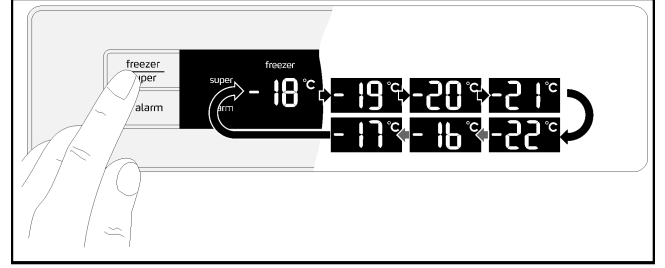 freezer
super
alarm
freezer
super
-18°C
arm
-19°C
-20°C
-21°C
-17°C
-16°C
-22°C